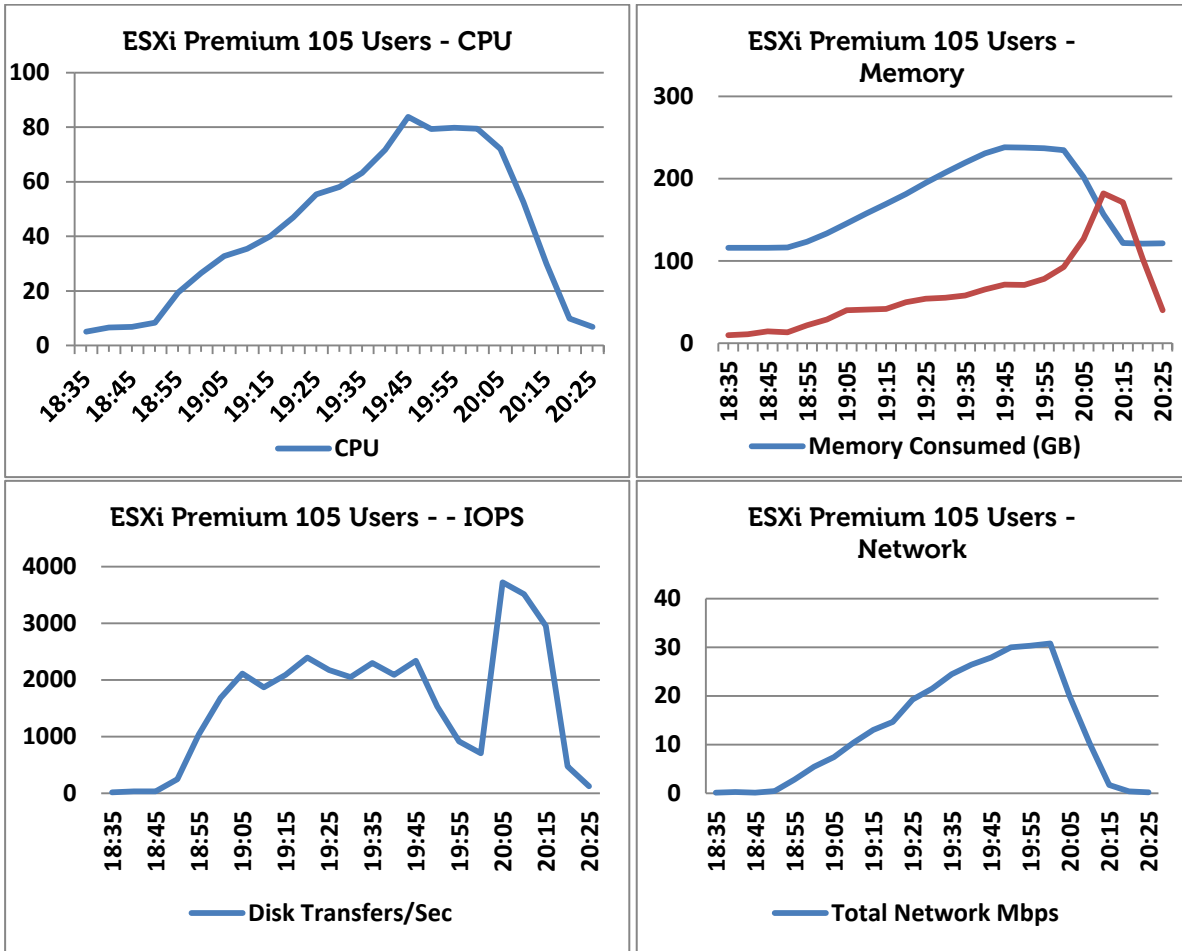 ESXi Premium 105 Users - CPU
100
80
60
40
20
0
18:35 18:45 18:55 19:05 19:15 19:25 19:35 19:45 19:55 20:05 20:15 20:25
CPU
ESXi Premium 105 Users -
Memory
300
200
100
0
18:35 18:45 18:55 19:05 19:15 19:25 19:35 19:45 19:55 20:05 20:15 20:25
Memory Consumed (GB)
ESXi Premium 105 Users - - IOPS
4000
3000
2000
1000
0
18:35 18:45 18:55 19:05 19:15 19:25 19:35 19:45 19:55 20:05 20:15 20:25
Disk Transfers/Sec
ESXi Premium 105 Users -
Network
40
30
20
10
0
18:35 18:45 18:55 19:05 19:15 19:25 19:35 19:45 19:55 20:05 20:15 20:25
Total Network Mbps